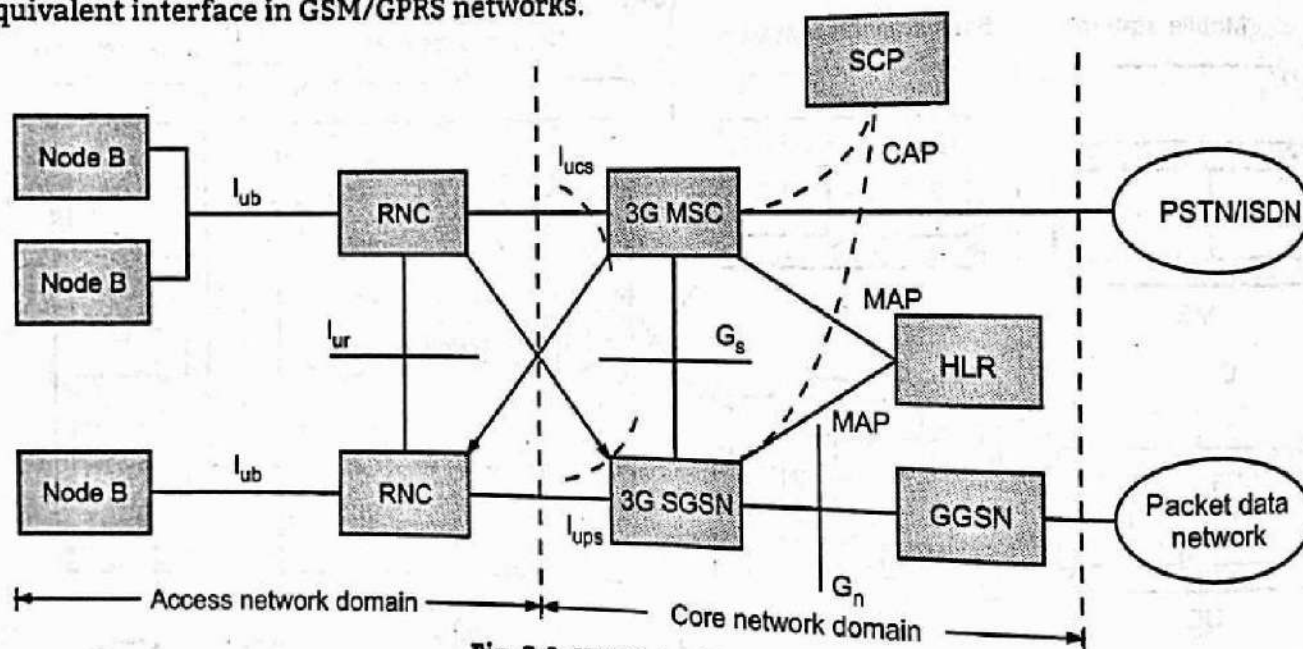 quivalent interface in GSM/GPRS networks.
SCP
CAP
Node B
Node B
Iub
RNC
Iucs
3G MSC
PSTN/ISDN
Iur
Gs
MAP
HLR
MAP
Node B
Iub
RNC
Iups
3G SGSN
GGSN
Packet data
network
Gn
Access network domain
Core network domain